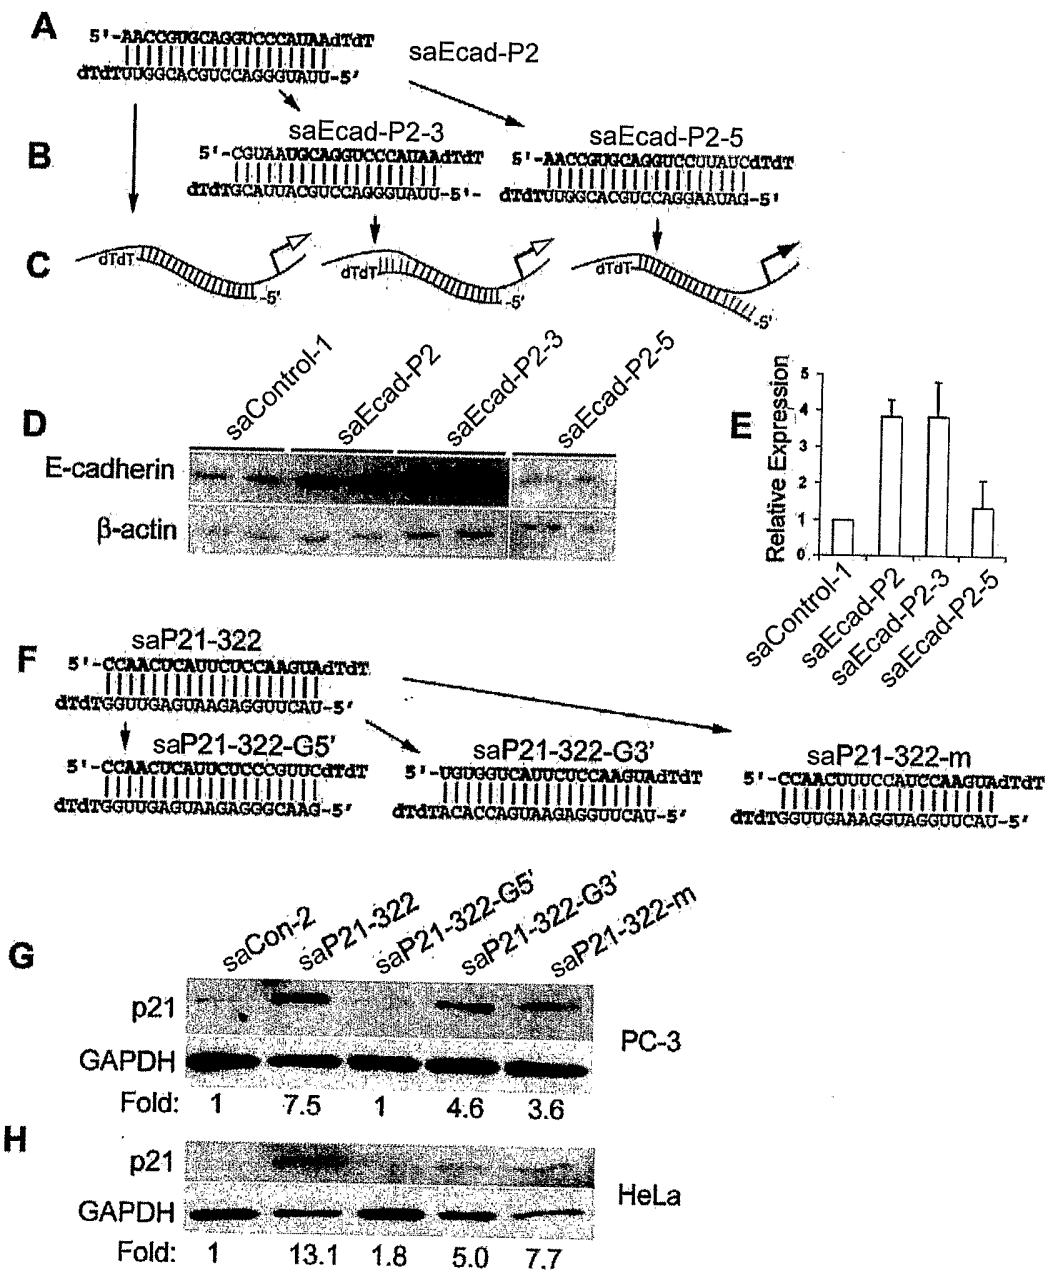 A
5'-AACCGUGCAGGUCCCAUAAdTdT
saEcad-P2
dTdTUUGGCACGUCCAGGGUAUU-5'
saEcad-P2-3
saEcad-P2-5
B
5'-CGUAAUGCAGGUCCCAUAAdTdT
5'-AACCGUGCAGGUCCUUAUCdTdT
dTdTGCAUUACGUCCAGGGUAUU-5'-
dTdTUUGGCACGUCCAGGAAUAG-5'
C
dTdT
-5'
dTdT
-5'
dTdT
-5'
saControl-1
saEcad-P2
saEcad-P2-3
saEcad-P2-5
D
E-cadherin
β-actin
E
Relative Expression
5
4
3
2
1
0
saControl-1
saEcad-P2
saEcad-P2-3
saEcad-P2-5
F
saP21-322
5'-CCAACUCAUUCUCCAAGUAdTdT
dTdTGGUUGAGUAAGAGGUUCAU-5'
saP21-322-G5'
saP21-322-G3'
saP21-322-m
5'-CCAACUCAUUCUCCCGUUCdTdT
5'-UGUGGUCAUUCUCCAAGUAdTdT
5'-CCAACUUUCCAUCCAAGUAdTdT
dTdTGGUUGAGUAAGAGGGCAAG-5'
dTdTACACCAGUAAGAGGUUCAU-5'
dTdTGGUUGAAAGGUAGGUUCAU-5'
saCon-2
saP21-322
saP21-322-G5'
saP21-322-G3'
saP21-322-m
G
p21
GAPDH
PC-3
Fold: 1 7.5 1 4.6 3.6
H
p21
GAPDH
HeLa
Fold: 1 13.1 1.8 5.0 7.7